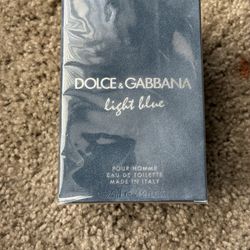 DOLCE & GABBANA
light blue
POUR HOMME
EAU DE TOILETTE
MADE IN ITALY